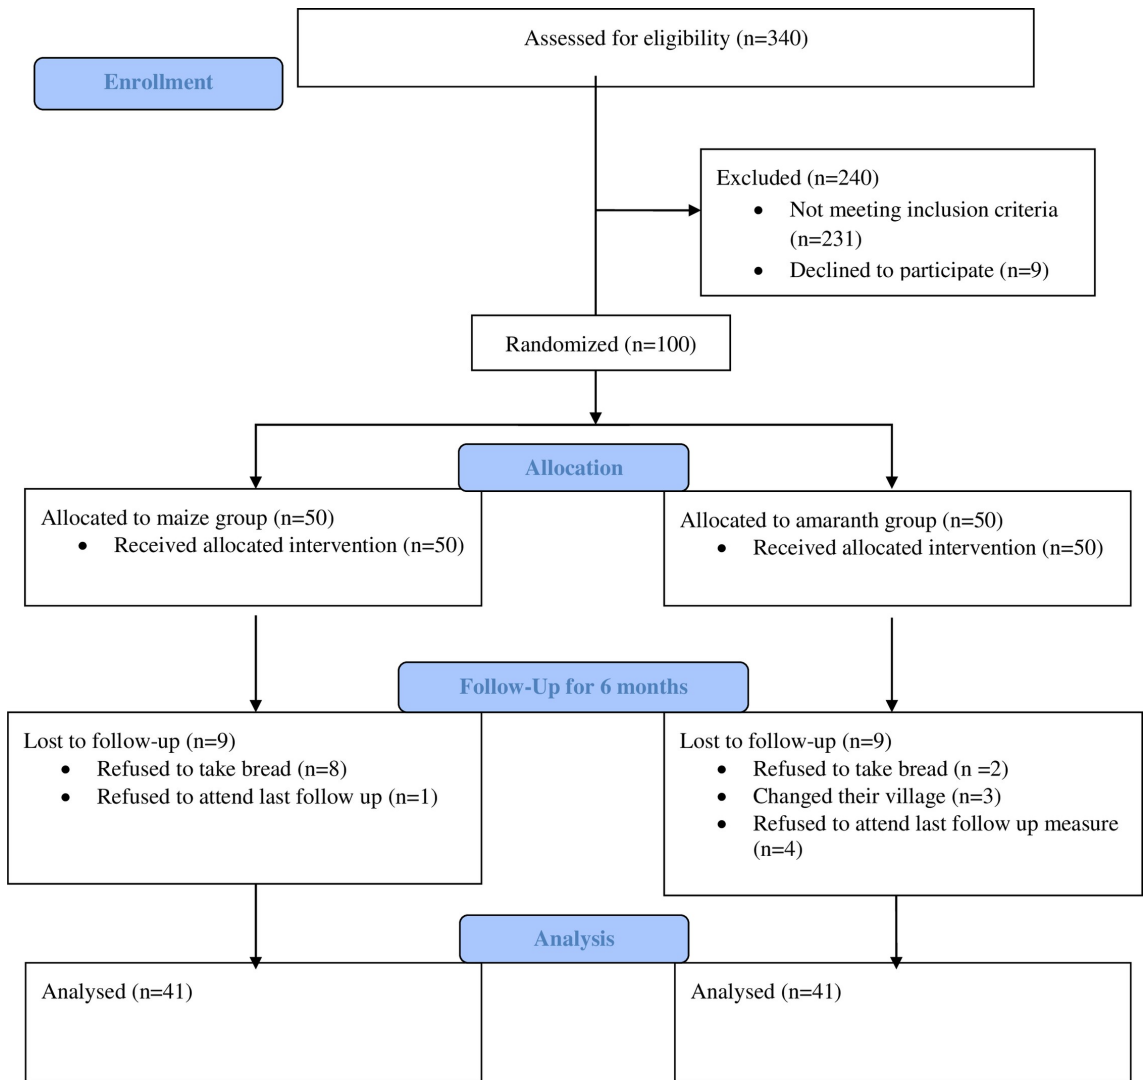 Assessed for eligibility (n=340)
Enrollment
Excluded (n=240)
• Not meeting inclusion criteria
(n=231)
• Declined to participate (n=9)
Randomized (n=100)
Allocation
Allocated to maize group (n=50)
• Received allocated intervention (n=50)
Allocated to amaranth group (n=50)
• Received allocated intervention (n=50)
Follow-Up for 6 months
Lost to follow-up (n=9)
• Refused to take bread (n=8)
• Refused to attend last follow up (n=1)
Lost to follow-up (n=9)
• Refused to take bread (n =2)
• Changed their village (n=3)
• Refused to attend last follow up measure
(n=4)
Analysis
Analysed (n=41)
Analysed (n=41)